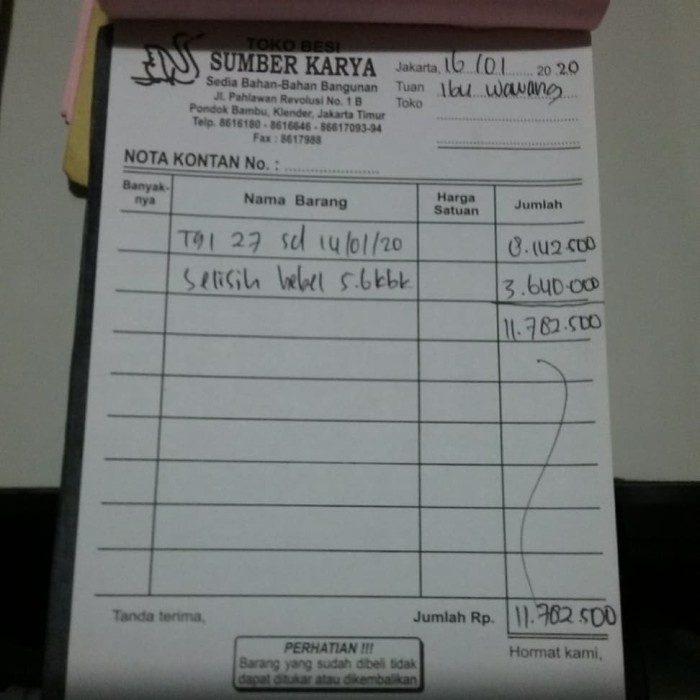 TOKO BESI
SUMBER KARYA
Sedia Bahan-Bahan Bangunan
Jl. Pahlawan Revolusi No. 1 B
Pondok Bambu, Klender, Jakarta Timur
Telp. 8616180 - 8616646 - 86617093-94
Fax : 8617988
Jakarta, 16/01 2020
Tuan Ibu Wawang
Toko
NOTA KONTAN No. :
Banyak-nya Nama Barang Harga Satuan Jumlah
Tgl 27 sd 14/01/20 8.142.500
Selisih hebel 5.6kbk 3.640.000
11.782.500
Tanda terima, Jumlah Rp. 11.782.500
Hormat kami,
PERHATIAN !!!
Barang yang sudah dibeli tidak
dapat ditukar atau dikembalikan